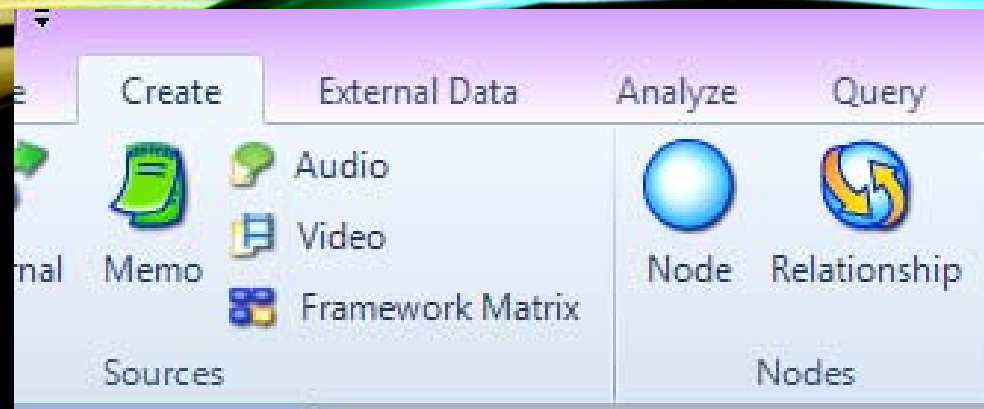 Create External Data Analyze Query
Audio
Video
Memo
Node Relationship
Framework Matrix
Sources Nodes